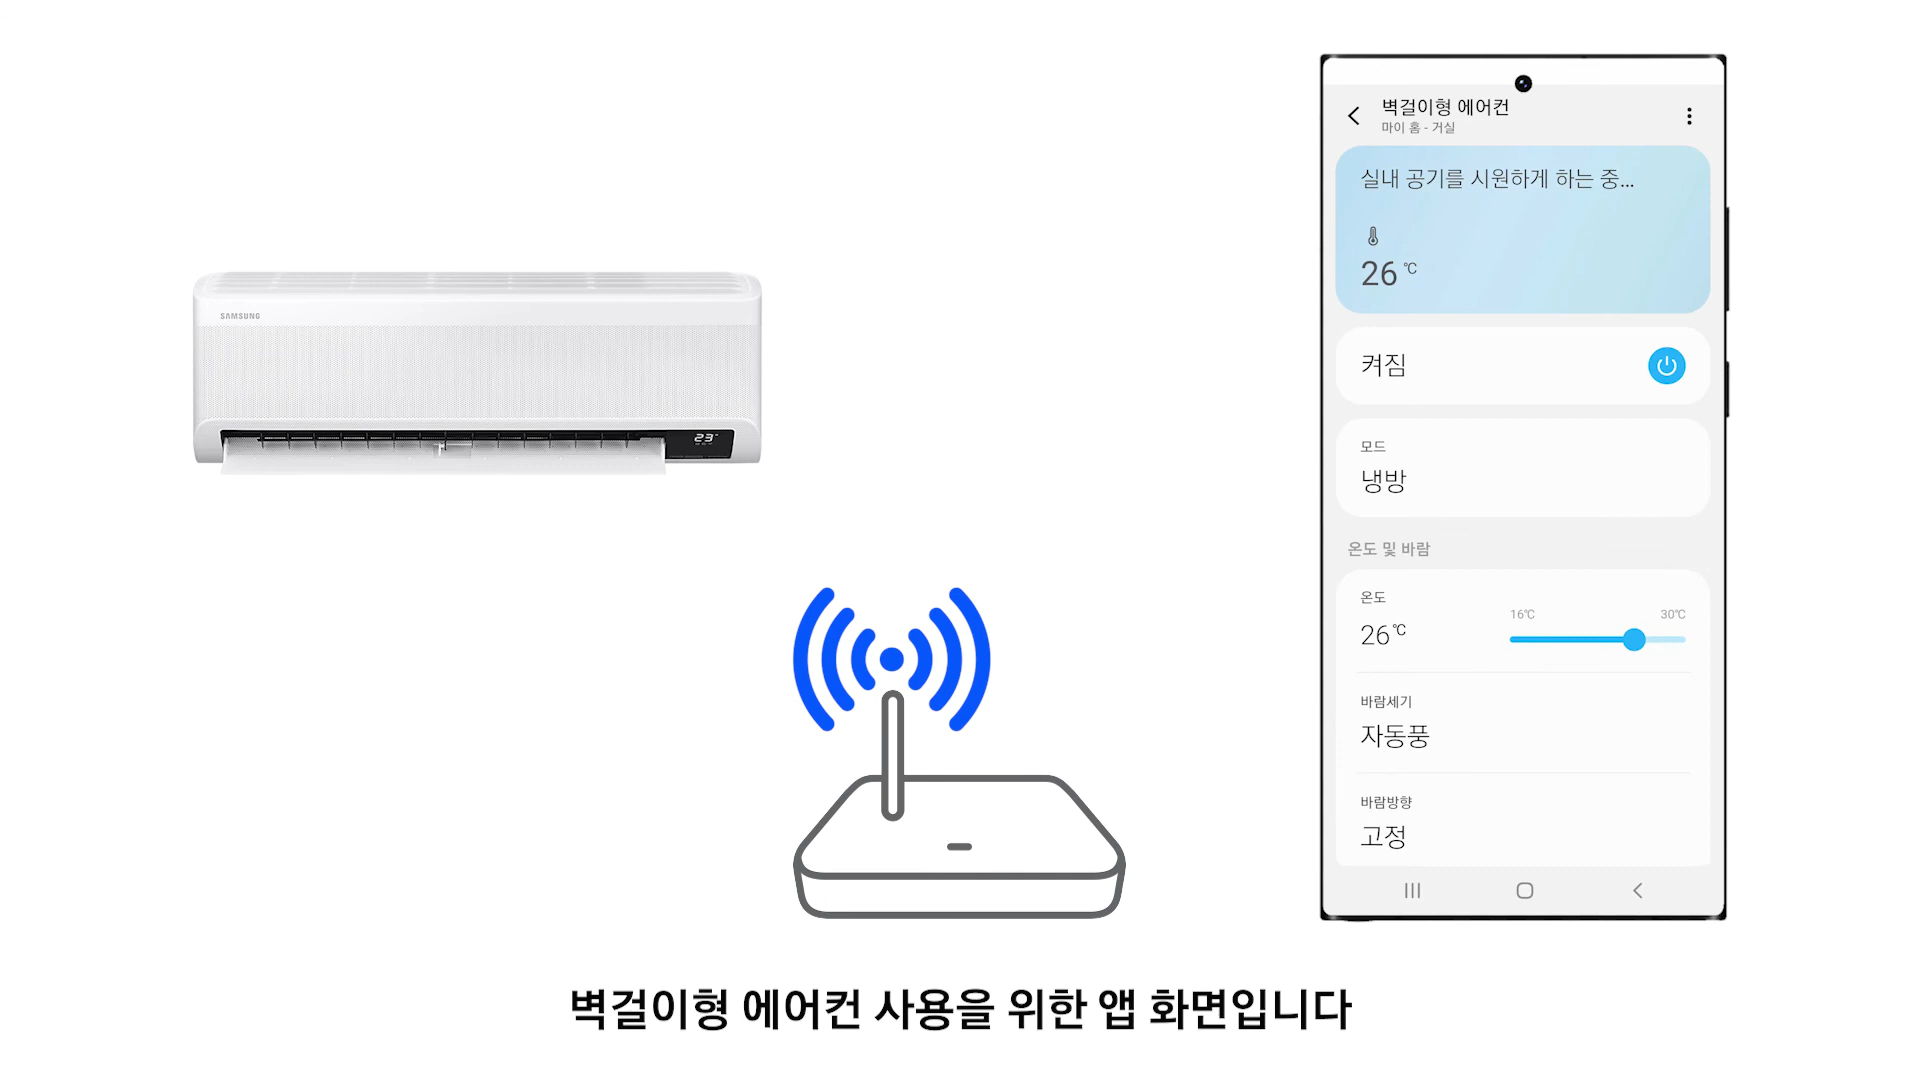 SAMSUNG
23
벽걸이형 에어컨
마이 홈 - 거실
실내 공기를 시원하게 하는 중...
26 ℃
켜짐
모드
냉방
온도 및 바람
온도
16℃ 30℃
26℃
바람세기
자동풍
바람방향
고정
벽걸이형 에어컨 사용을 위한 앱 화면입니다